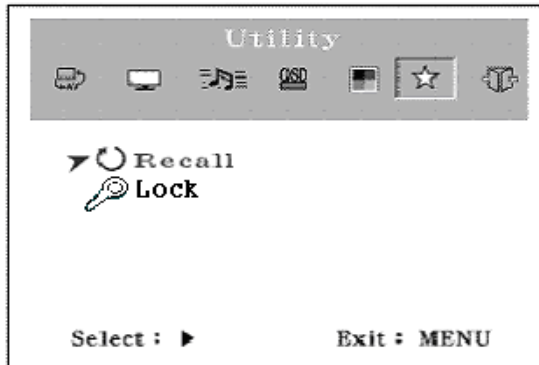 Utility
OSD
Recall
Lock
Select : ▶ Exit : MENU